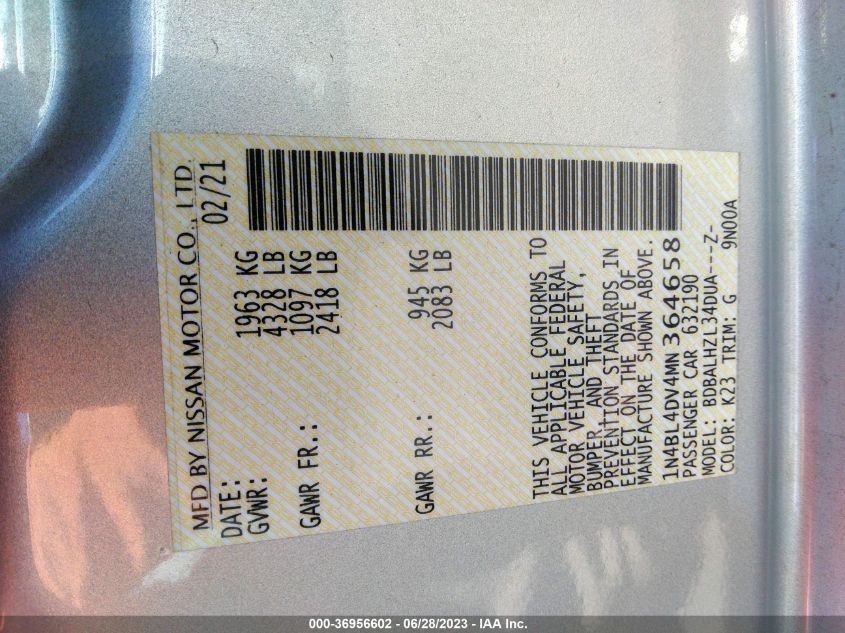 MFD BY NISSAN MOTOR CO., LTD.
DATE: 02/21
GVWR: 1963 KG
4328 LB
GAWR FR.: 1097 KG
2418 LB
GAWR RR.: 945 KG
2083 LB
THIS VEHICLE CONFORMS TO
ALL APPLICABLE FEDERAL
MOTOR VEHICLE SAFETY,
BUMPER, AND THEFT
PREVENTION STANDARDS IN
EFFECT ON THE DATE OF
MANUFACTURE SHOWN ABOVE.
1N4BL4DV4MN364658
PASSENGER CAR 632190
MODEL: BDBALHZL34DUA---Z-
COLOR: K23 TRIM: G 9N00A
000-36956602 - 06/28/2023 - IAA Inc.